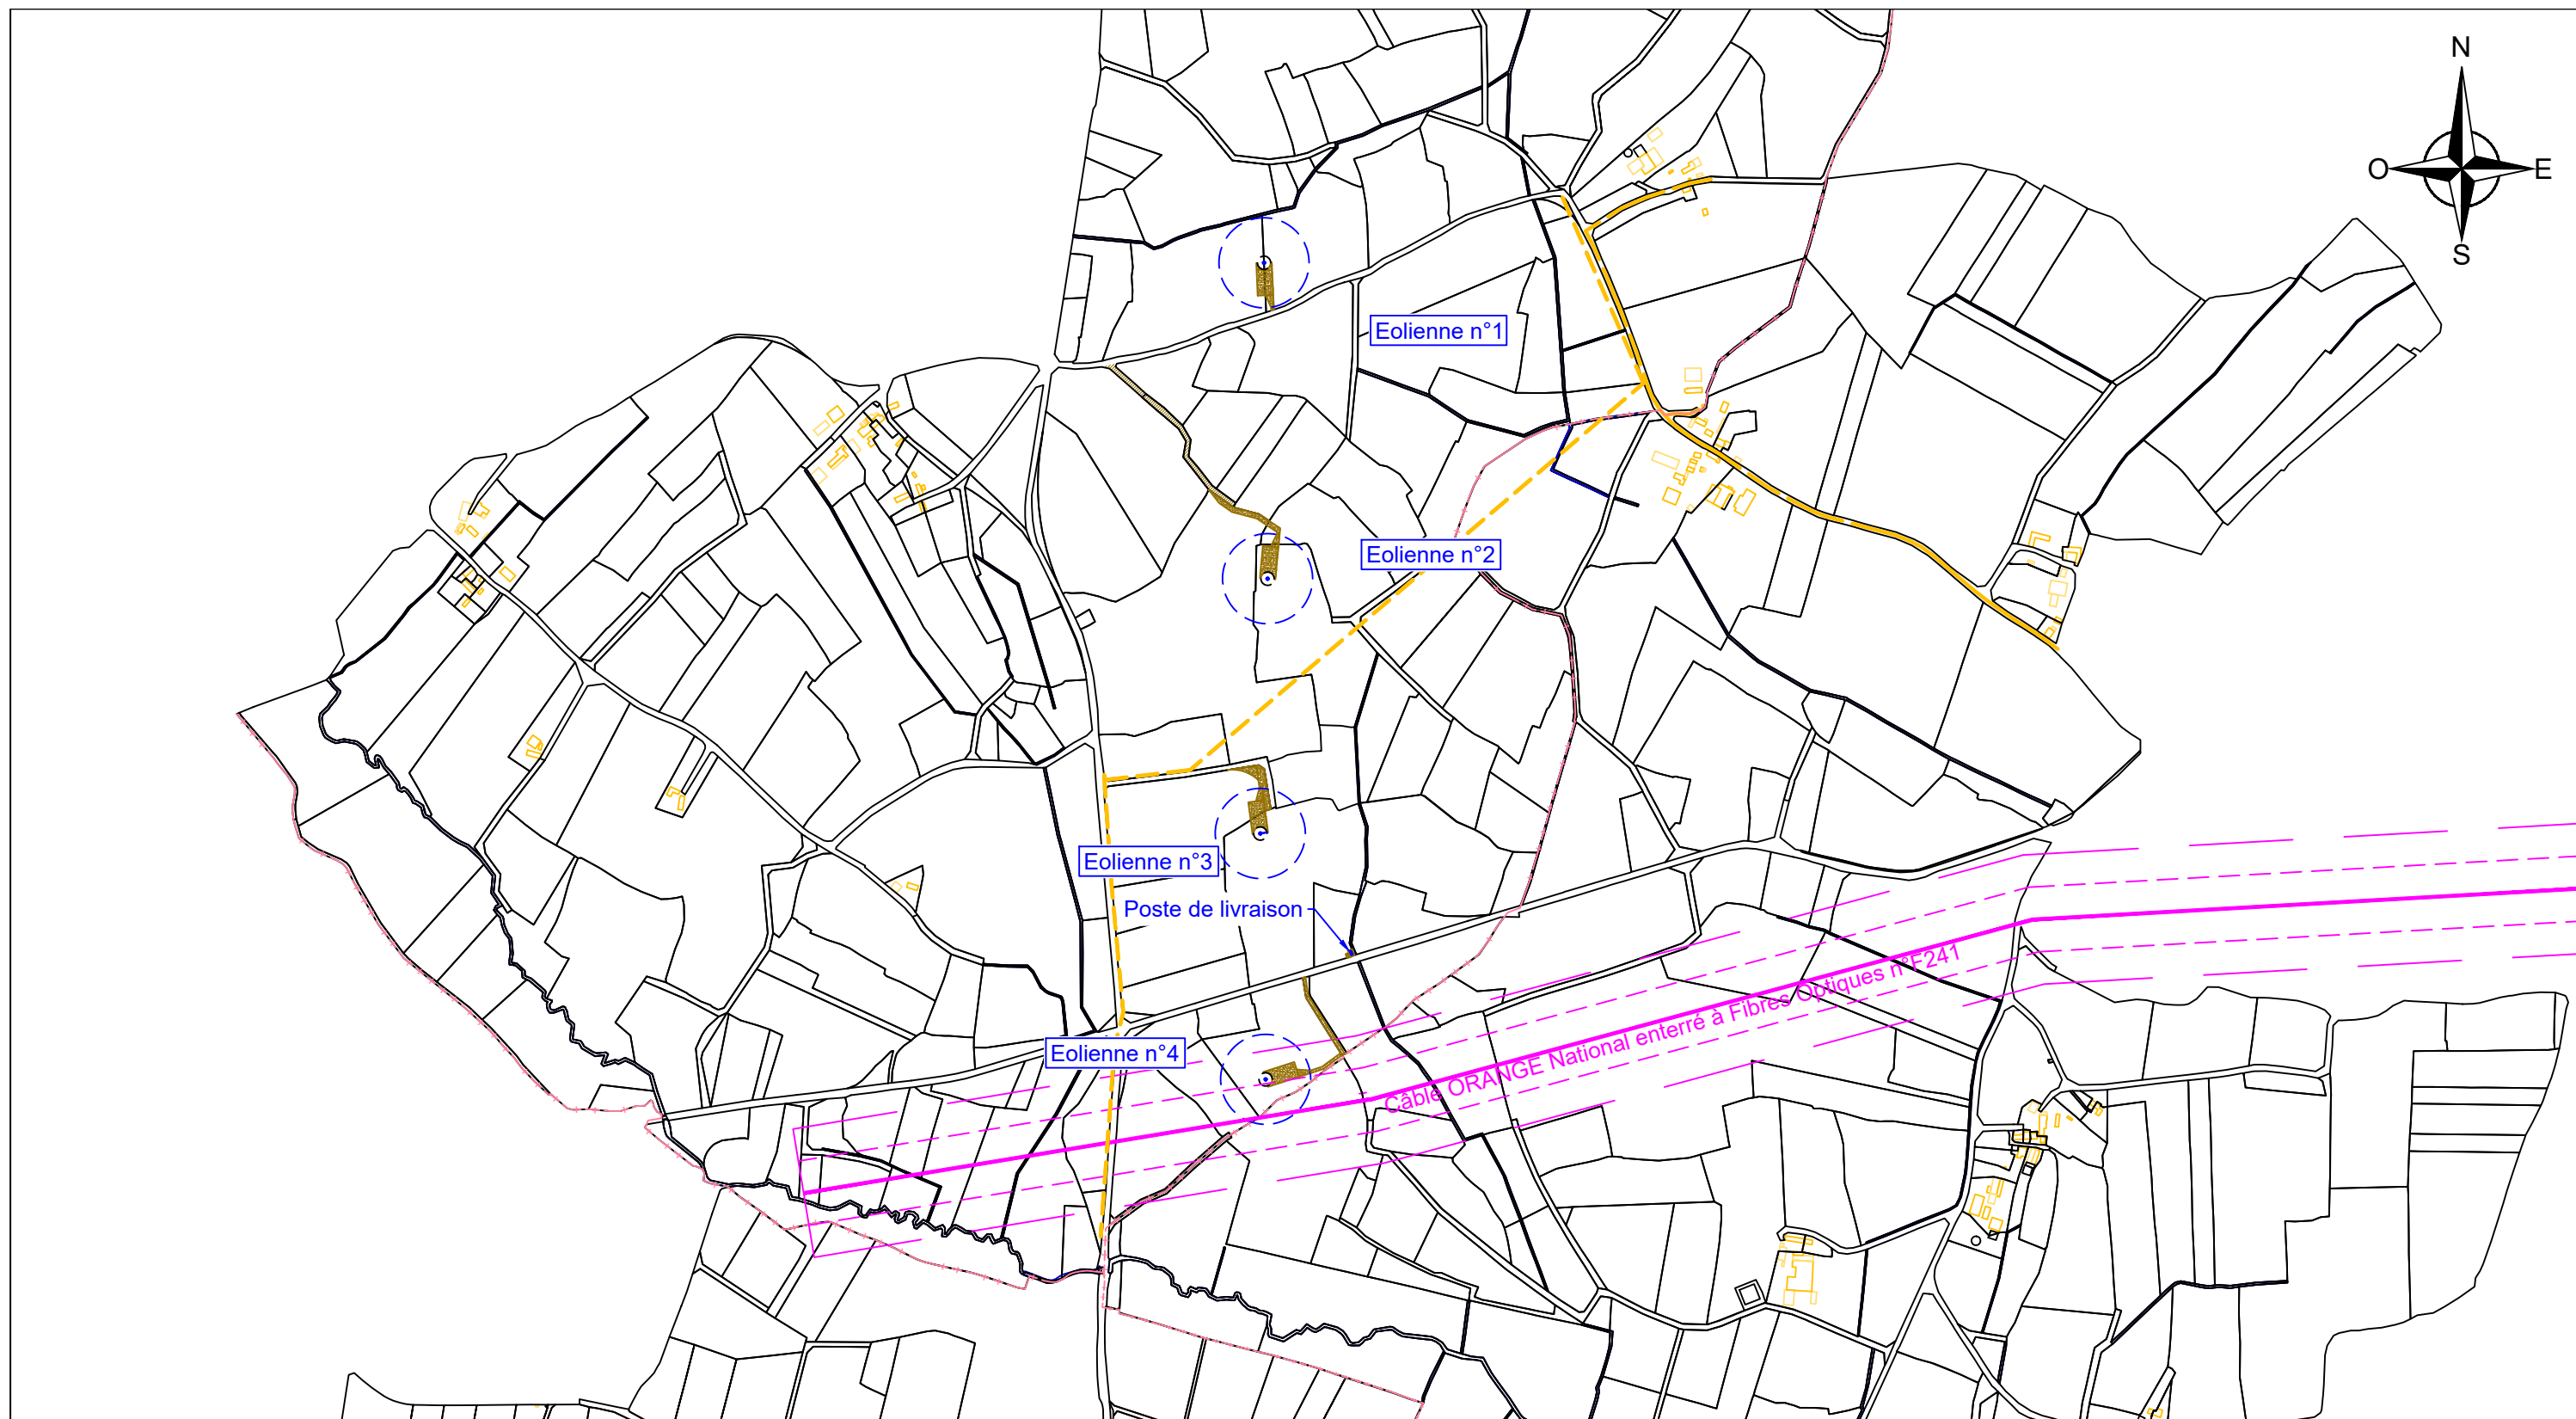 N
O
E
S
Eolienne n°1
Eolienne n°2
Eolienne n°3
Poste de livraison
Câble ORANGE National enterré à Fibres Optiques n°F241
Eolienne n°4